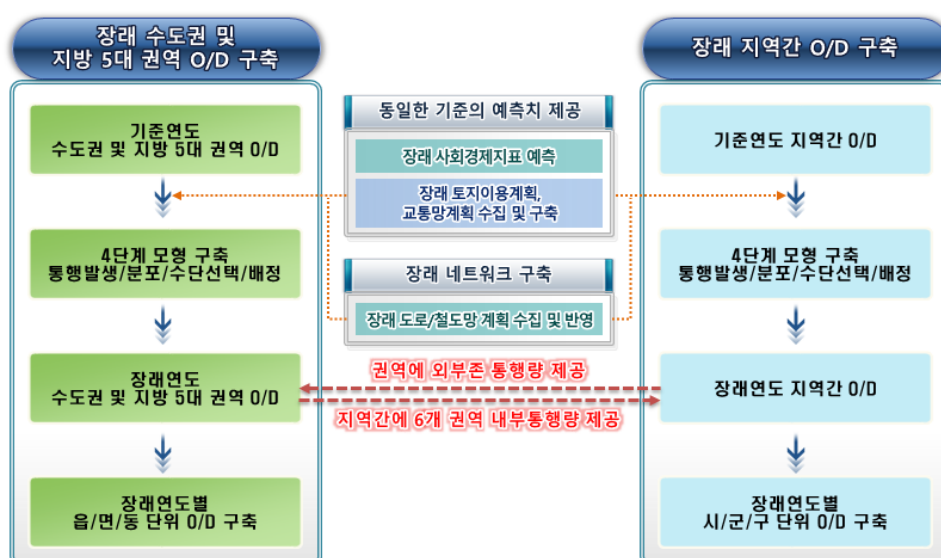 장래 수도권 및
지방 5대 권역 O/D 구축
기준연도
수도권 및 지방 5대 권역 O/D
4단계 모형 구축
통행발생/분포/수단선택/배정
장래연도
수도권 및 지방 5대 권역 O/D
장래연도별
읍/면/동 단위 O/D 구축
동일한 기준의 예측치 제공
장래 사회경제지표 예측
장래 토지이용계획,
교통망계획 수집 및 구축
장래 네트워크 구축
장래 도로/철도망 계획 수집 및 반영
권역에 외부존 통행량 제공
지역간에 6개 권역 내부통행량 제공
장래 지역간 O/D 구축
기준연도 지역간 O/D
4단계 모형 구축
통행발생/분포/수단선택/배정
장래연도 지역간 O/D
장래연도별
시/군/구 단위 O/D 구축